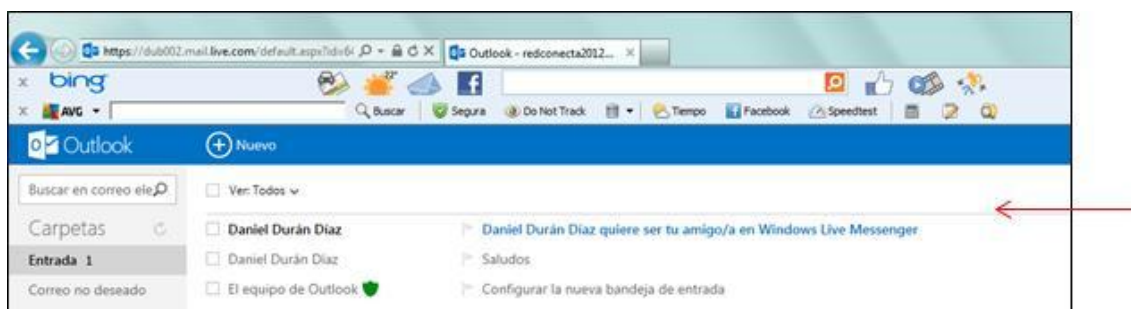 https://dub002.mail.live.com/default.aspx?id=64 Outlook - redconecta2012...
x bing 22°
x AVG Buscar Segura Do Not Track Tiempo Facebook Speedtest
Outlook Nuevo
Buscar en correo ele Ver: Todos
Carpetas Daniel Durán Díaz Daniel Durán Díaz quiere ser tu amigo/a en Windows Live Messenger
Entrada 1 Daniel Durán Díaz Saludos
Correo no deseado El equipo de Outlook Configurar la nueva bandeja de entrada